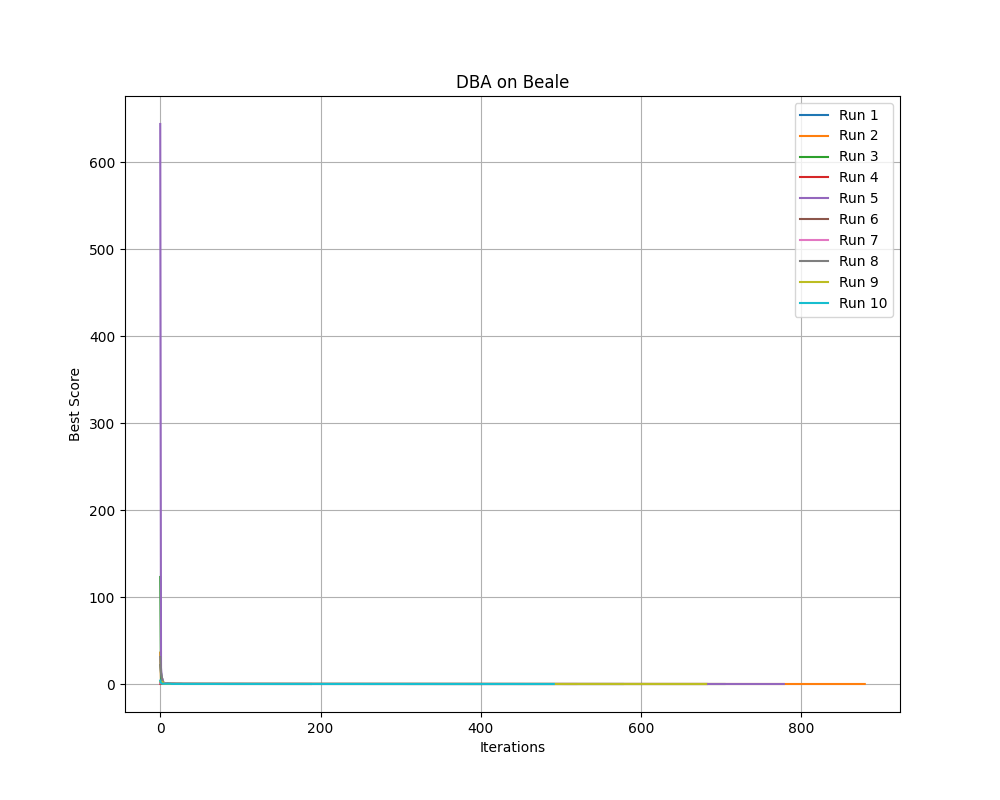 DBA on Beale
Best Score
600
500
400
300
200
100
0
0 200 400 600 800
Iterations
Run 1
Run 2
Run 3
Run 4
Run 5
Run 6
Run 7
Run 8
Run 9
Run 10